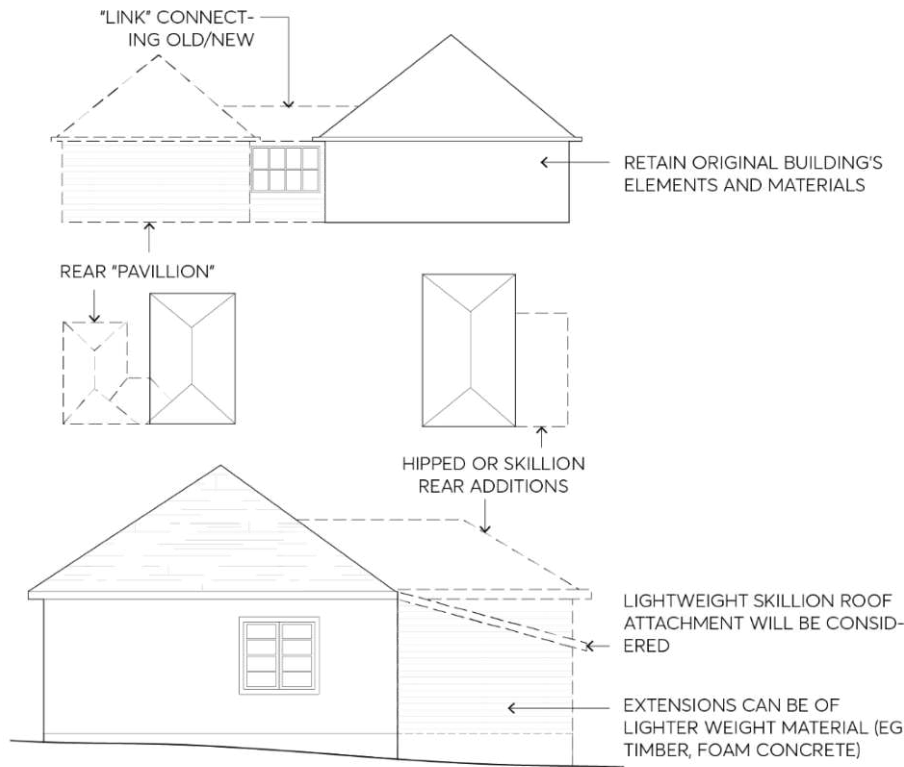 "LINK" CONNECT-
ING OLD/NEW
RETAIN ORIGINAL BUILDING'S
ELEMENTS AND MATERIALS
REAR "PAVILLION"
HIPPED OR SKILLION
REAR ADDITIONS
LIGHTWEIGHT SKILLION ROOF
ATTACHMENT WILL BE CONSID-
ERED
EXTENSIONS CAN BE OF
LIGHTER WEIGHT MATERIAL (EG
TIMBER, FOAM CONCRETE)